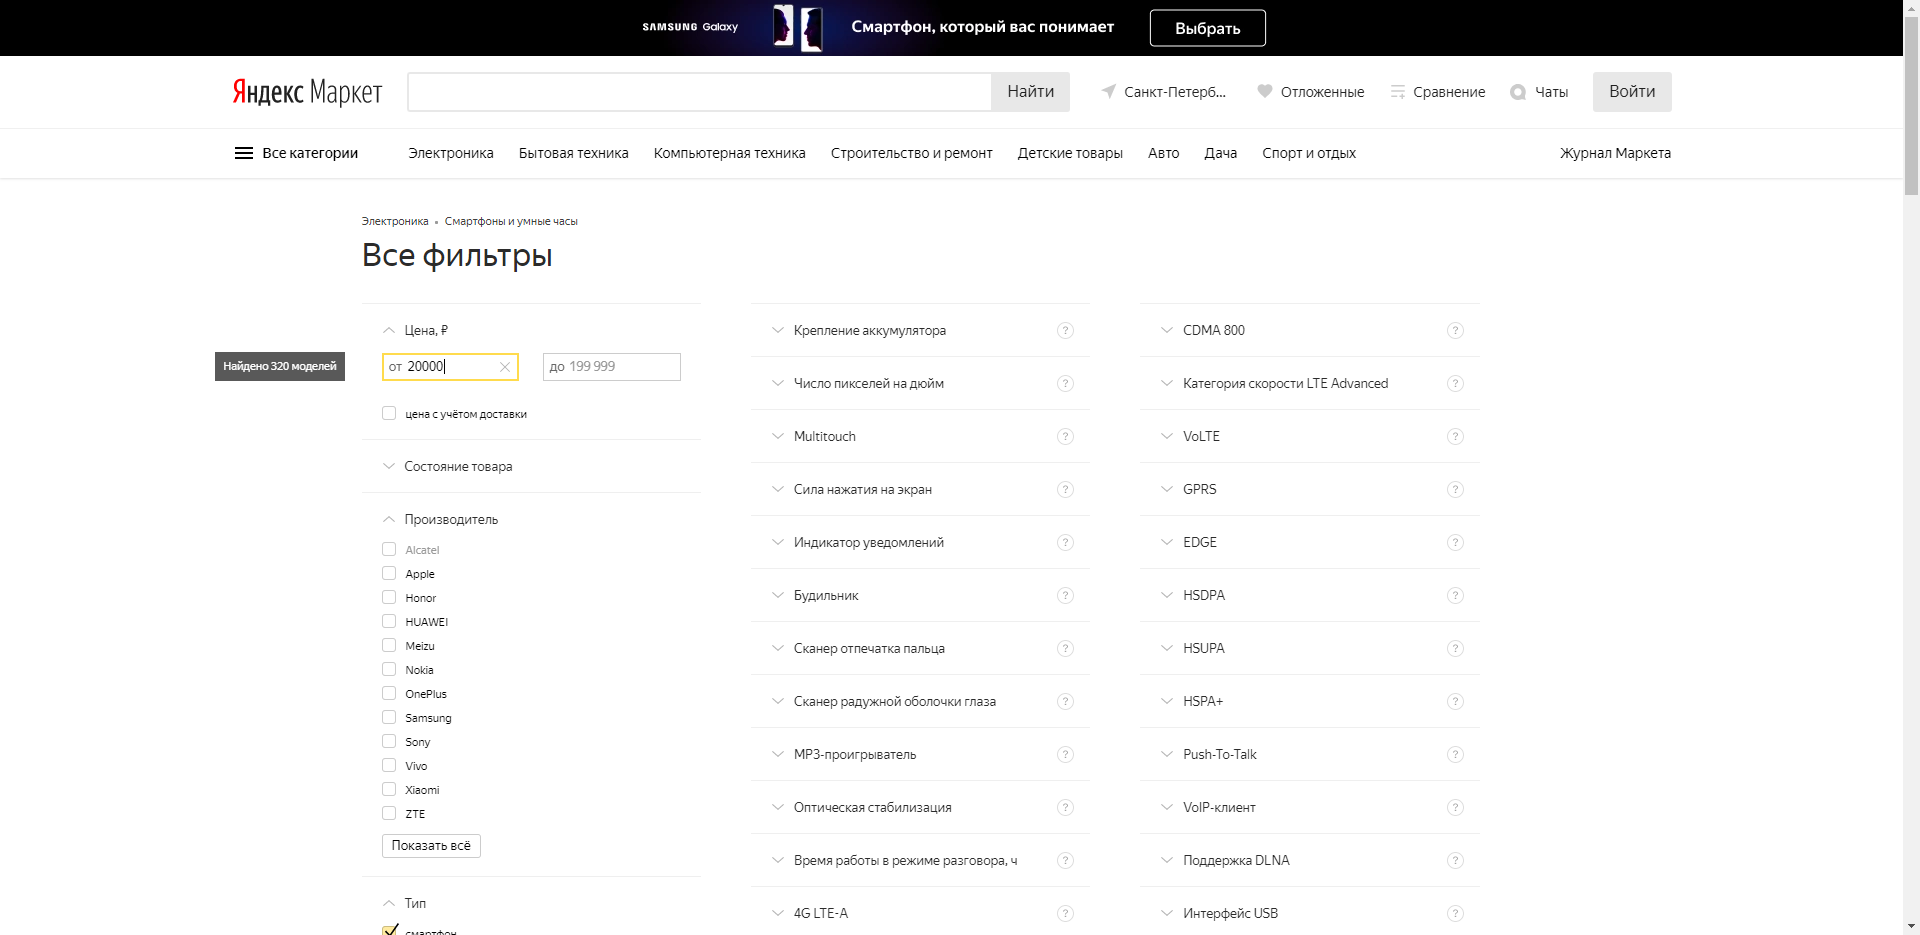 SAMSUNG Galaxy
Смартфон, который вас понимает
Выбрать
Яндекс Маркет
Найти
Санкт-Петерб...
Отложенные
Сравнение
Чаты
Войти
Все категории
Электроника
Бытовая техника
Компьютерная техника
Строительство и ремонт
Детские товары
Авто
Дача
Спорт и отдых
Журнал Маркета
Электроника • Смартфоны и умные часы
Все фильтры
Цена, ₽
Найдено 320 моделей
от 20000
до 199 999
цена с учётом доставки
Состояние товара
Производитель
Alcatel
Apple
Honor
HUAWEI
Meizu
Nokia
OnePlus
Samsung
Sony
Vivo
Xiaomi
ZTE
Показать всё
Тип
смартфон
Крепление аккумулятора ?
Число пикселей на дюйм ?
Multitouch ?
Сила нажатия на экран ?
Индикатор уведомлений ?
Будильник ?
Сканер отпечатка пальца ?
Сканер радужной оболочки глаза ?
MP3-проигрыватель ?
Оптическая стабилизация ?
Время работы в режиме разговора, ч ?
4G LTE-A ?
CDMA 800 ?
Категория скорости LTE Advanced ?
VoLTE ?
GPRS ?
EDGE ?
HSDPA ?
HSUPA ?
HSPA+ ?
Push-To-Talk ?
VoIP-клиент ?
Поддержка DLNA ?
Интерфейс USB ?